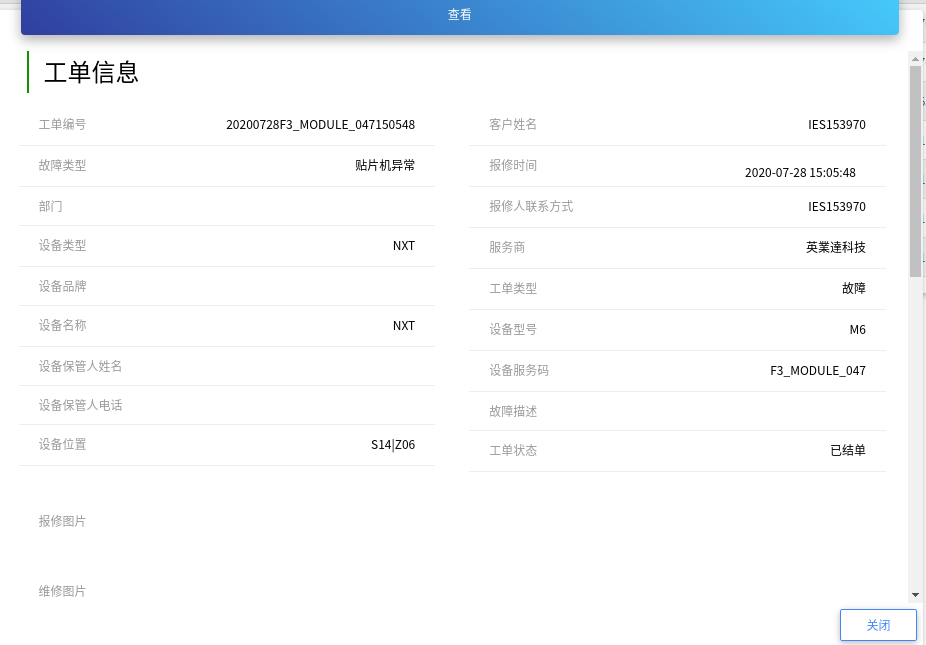 查看
工单信息
工单编号 20200728F3_MODULE_047150548
客户姓名 IES153970
故障类型 贴片机异常
报修时间 2020-07-28 15:05:48
部门
报修人联系方式 IES153970
设备类型 NXT
服务商 英業達科技
设备品牌
工单类型 故障
设备名称 NXT
设备型号 M6
设备保管人姓名
设备服务码 F3_MODULE_047
设备保管人电话
故障描述
设备位置 S14|Z06
工单状态 已结单
报修图片
维修图片
关闭